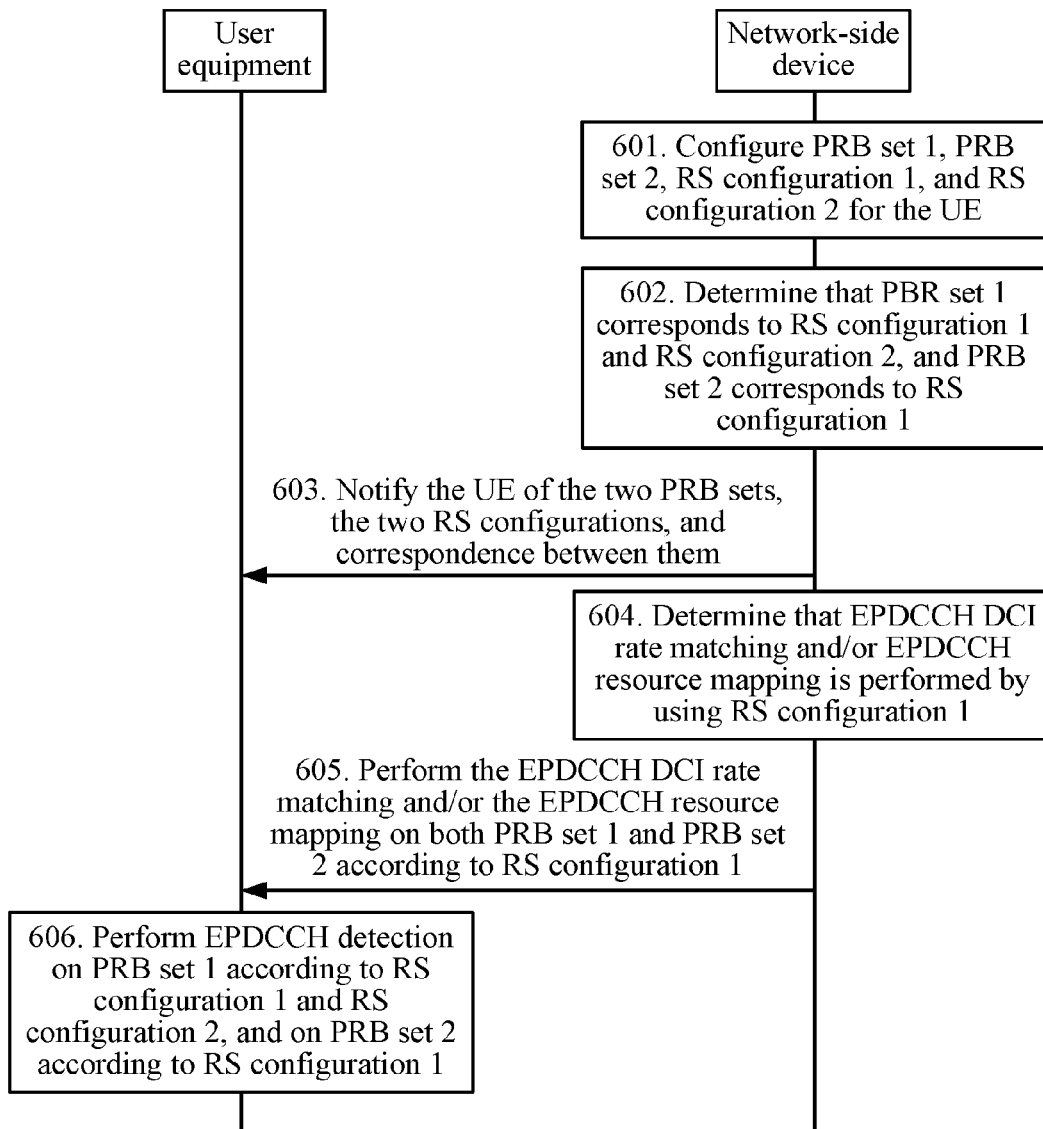 User
equipment
Network-side
device
601. Configure PRB set 1, PRB
set 2, RS configuration 1, and RS
configuration 2 for the UE
602. Determine that PBR set 1
corresponds to RS configuration 1
and RS configuration 2, and PRB
set 2 corresponds to RS
configuration 1
603. Notify the UE of the two PRB sets,
the two RS configurations, and
correspondence between them
604. Determine that EPDCCH DCI
rate matching and/or EPDCCH
resource mapping is performed by
using RS configuration 1
605. Perform the EPDCCH DCI rate
matching and/or the EPDCCH resource
mapping on both PRB set 1 and PRB set
2 according to RS configuration 1
606. Perform EPDCCH detection
on PRB set 1 according to RS
configuration 1 and RS
configuration 2, and on PRB set 2
according to RS configuration 1